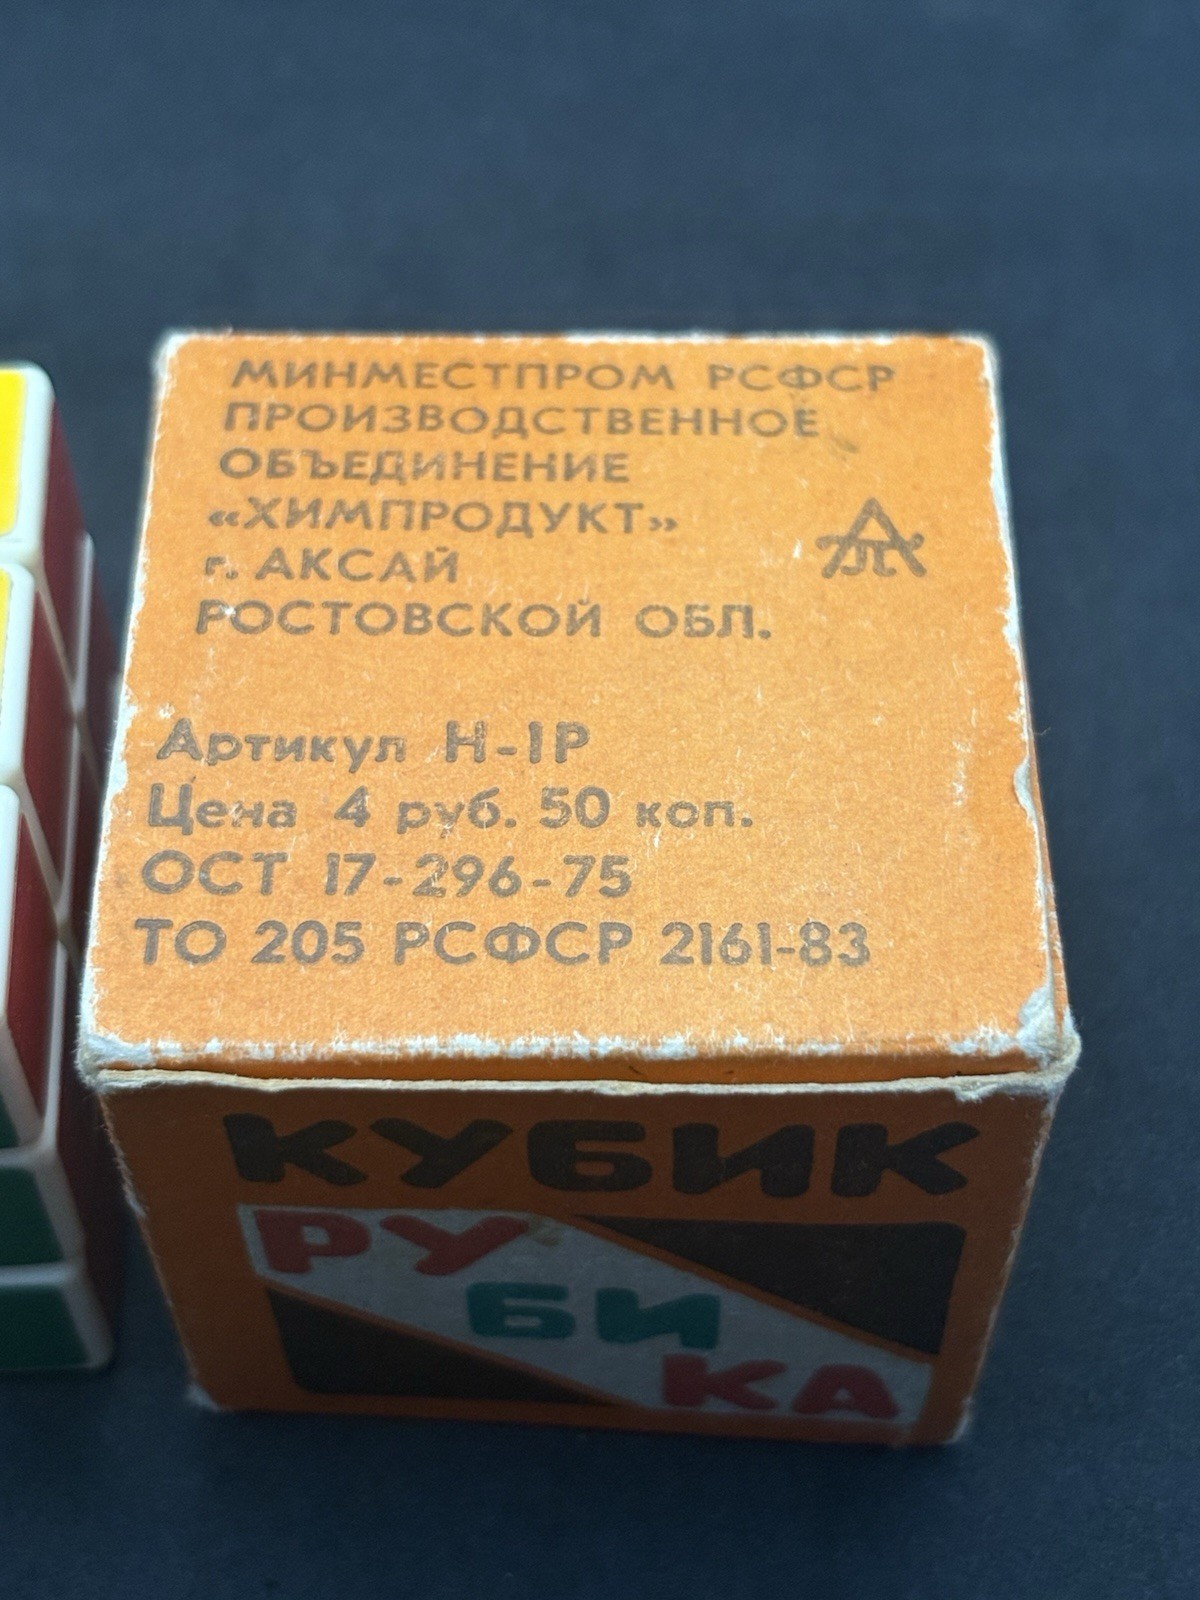 МИНМЕСТПРОМ РСФСР
ПРОИЗВОДСТВЕННОЕ
ОБЪЕДИНЕНИЕ
«ХИМПРОДУКТ»
г. АКСАЙ
РОСТОВСКОЙ ОБЛ.
Артикул Н-1Р
Цена 4 руб. 50 коп.
ОСТ 17-296-75
ТО 205 РСФСР 2161-83
КУБИК
РУ
БИ
КА